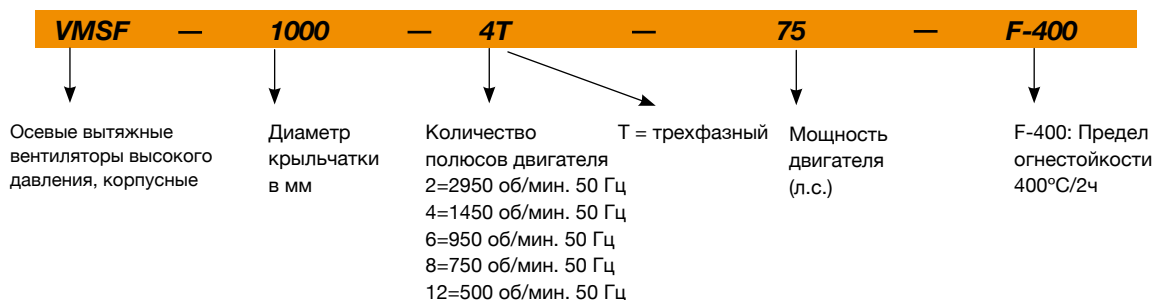 VMSF — 1000 — 4T — 75 — F-400
Осевые вытяжные
вентиляторы высокого
давления, корпусные
Диаметр
крыльчатки
в мм
Количество
полюсов двигателя
2=2950 об/мин. 50 Гц
4=1450 об/мин. 50 Гц
6=950 об/мин. 50 Гц
8=750 об/мин. 50 Гц
12=500 об/мин. 50 Гц
T = трехфазный
Мощность
двигателя
(л.с.)
F-400: Предел
огнестойкости
400ºC/2ч